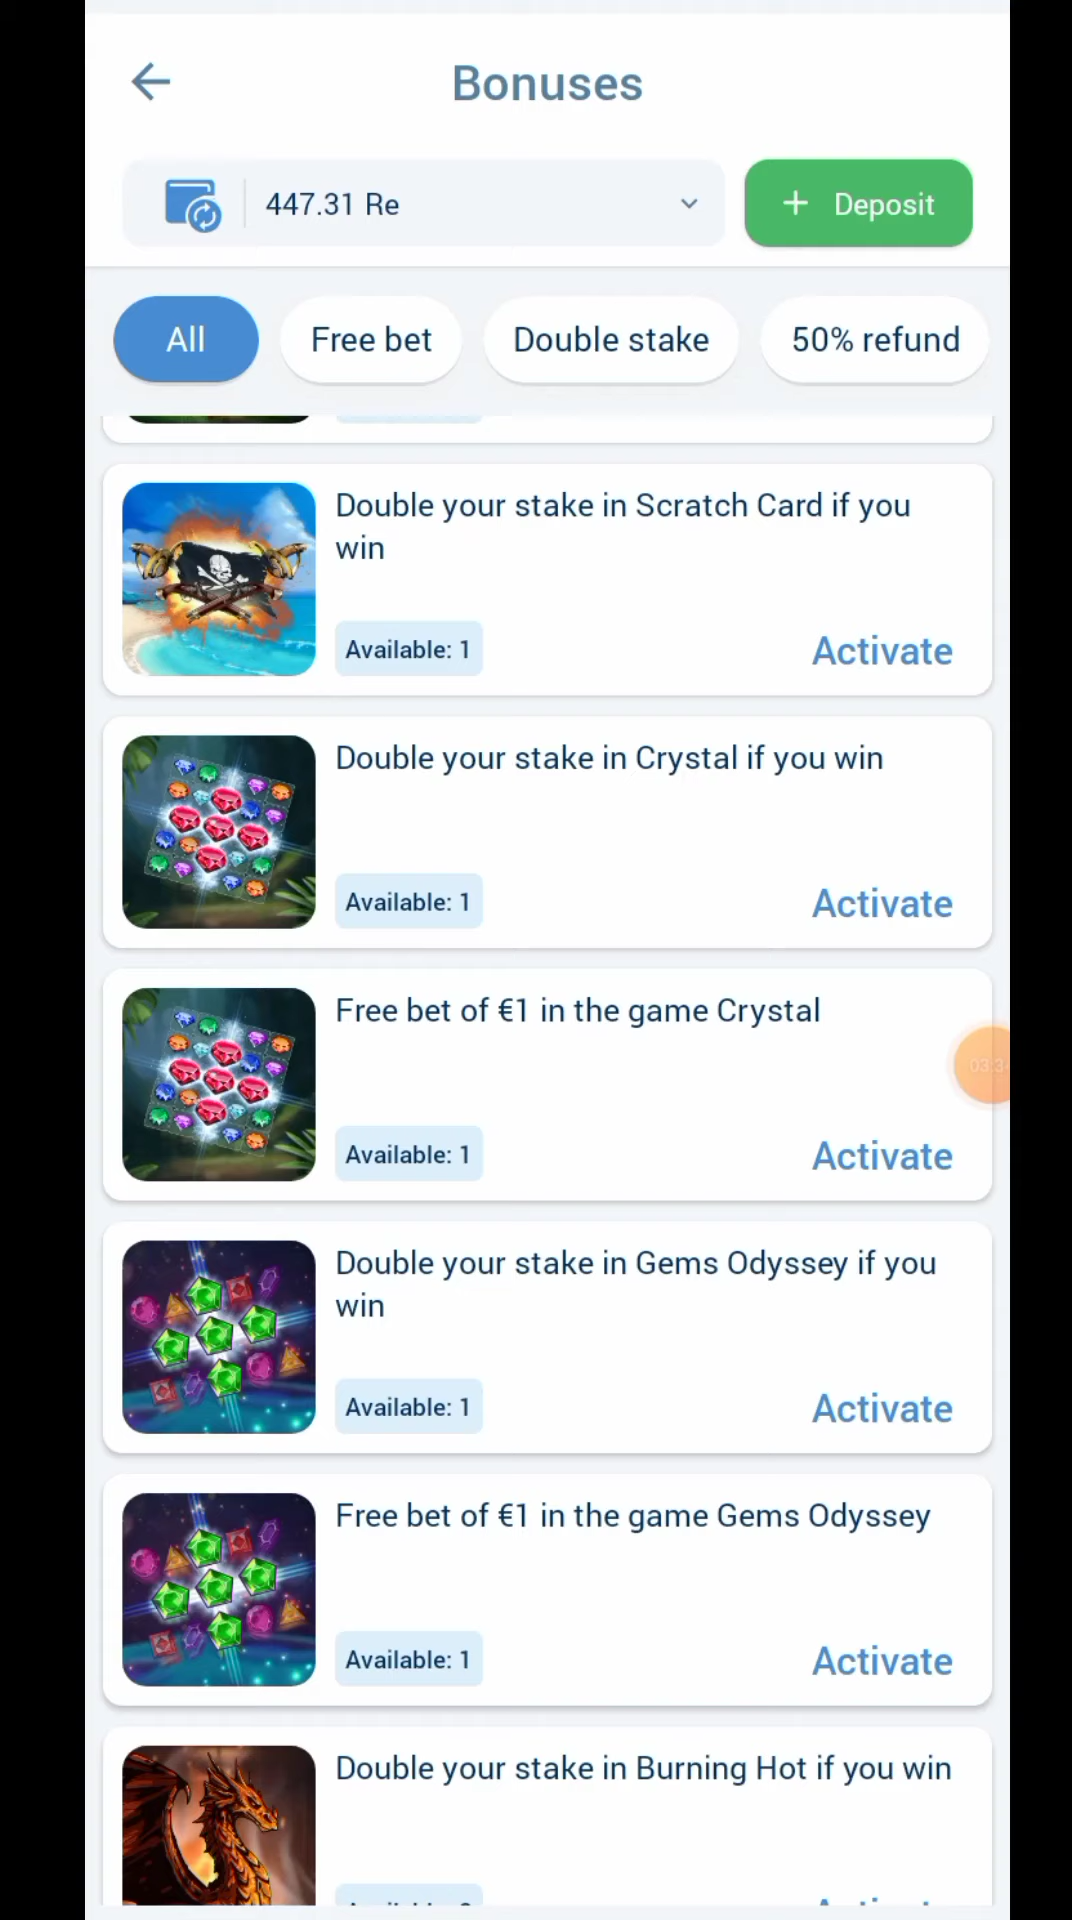 Bonuses
447.31 Re
+ Deposit
All
Free bet
Double stake
50% refund
Double your stake in Scratch Card if you
win
Available: 1
Activate
Double your stake in Crystal if you win
Available: 1
Activate
Free bet of €1 in the game Crystal
Available: 1
Activate
Double your stake in Gems Odyssey if you
win
Available: 1
Activate
Free bet of €1 in the game Gems Odyssey
Available: 1
Activate
Double your stake in Burning Hot if you win